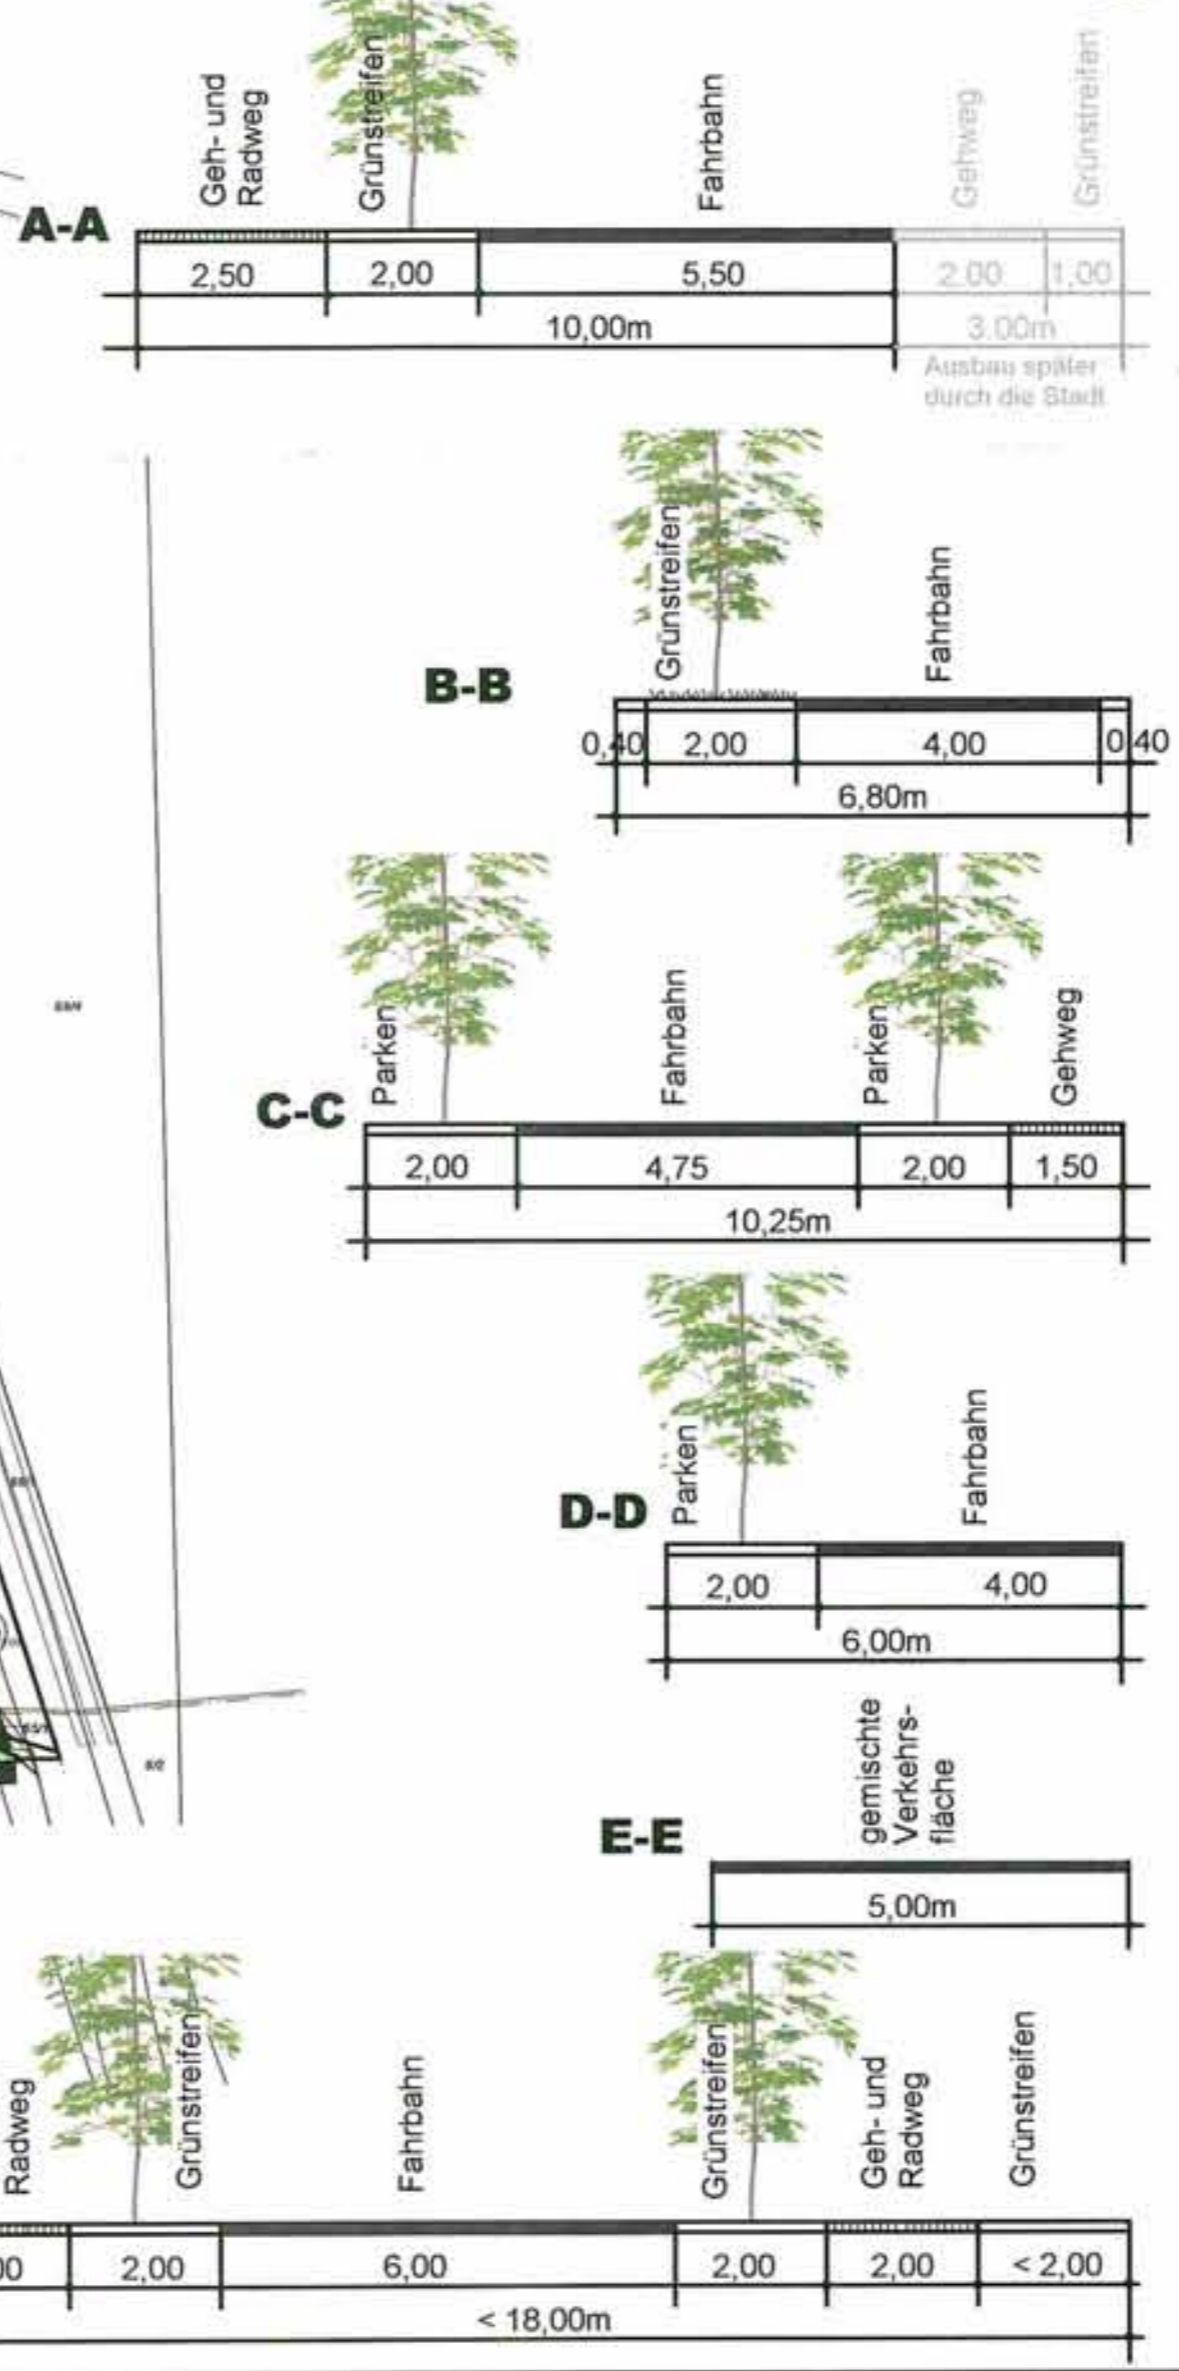 Geh- und
Radweg
Grünstreifen
Fahrbahn
Gehweg
Grünstreifen
A-A
2,50 2,00 5,50 2.00 1,00
10,00m 3.00m
Ausbau später
durch die Stadt
Grünstreifen
Fahrbahn
B-B
0,40 2,00 4,00 0,40
6,80m
Parken
Fahrbahn
Parken
Gehweg
C-C
2,00 4,75 2,00 1,50
10,25m
Parken
Fahrbahn
D-D
2,00 4,00
6,00m
gemischte
Verkehrs-
fläche
E-E
5,00m
Radweg
Grünstreifen
Fahrbahn
Grünstreifen
Geh- und
Radweg
Grünstreifen
00 2,00 6,00 2,00 2,00 < 2,00
< 18,00m